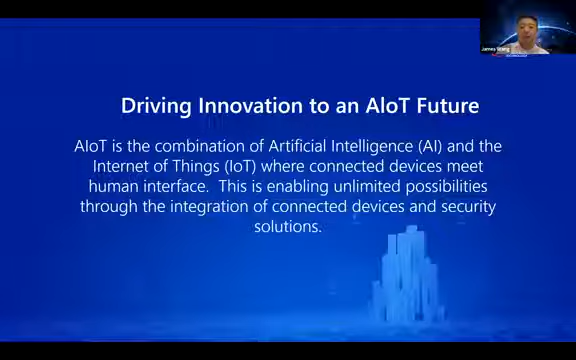 James Wang
Driving Innovation to an AIoT Future
AIoT is the combination of Artificial Intelligence (AI) and the
Internet of Things (IoT) where connected devices meet
human interface.  This is enabling unlimited possibilities
through the integration of connected devices and security
solutions.